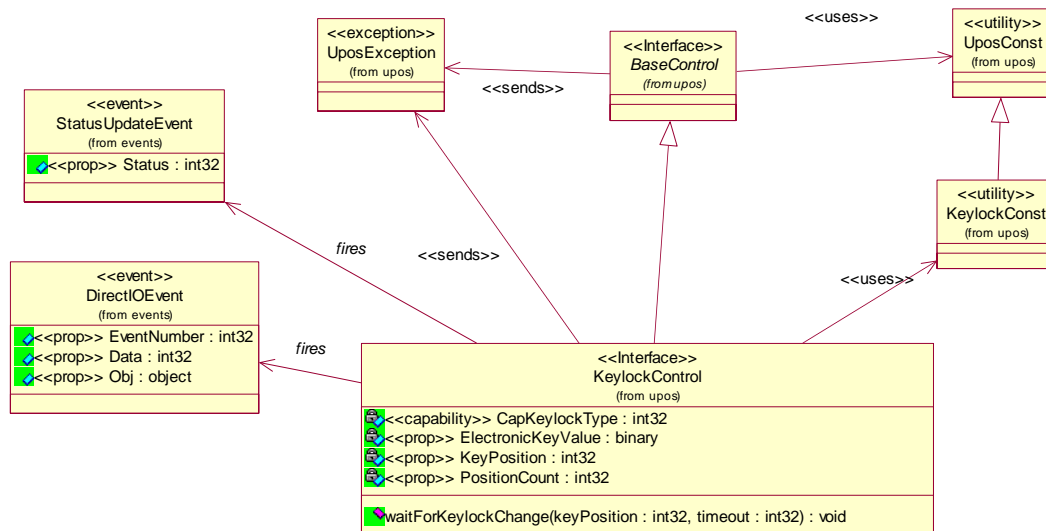 <<exception>>
UposException
(from upos)
<<sends>>
<<Interface>>
BaseControl
(from upos)
<<uses>>
<<utility>>
UposConst
(from upos)
<<event>>
StatusUpdateEvent
(from events)
<<prop>> Status : int32
<<utility>>
KeylockConst
(from upos)
fires
<<sends>>
<<uses>>
<<event>>
DirectIOEvent
(from events)
<<prop>> EventNumber : int32
<<prop>> Data : int32
<<prop>> Obj : object
fires
<<Interface>>
KeylockControl
(from upos)
<<capability>> CapKeylockType : int32
<<prop>> ElectronicKeyValue : binary
<<prop>> KeyPosition : int32
<<prop>> PositionCount : int32
waitForKeylockChange(keyPosition : int32, timeout : int32) : void